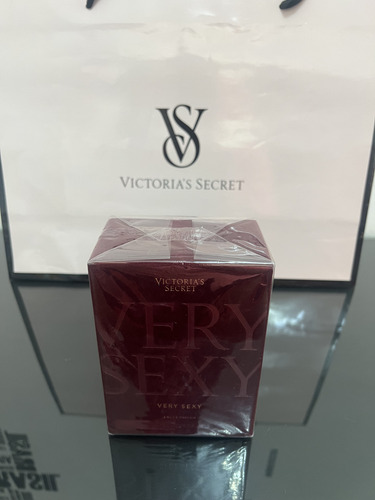 VS
VICTORIA'S SECRET
VICTORIA'S
SECRET
VERY
SEXY
VERY SEXY